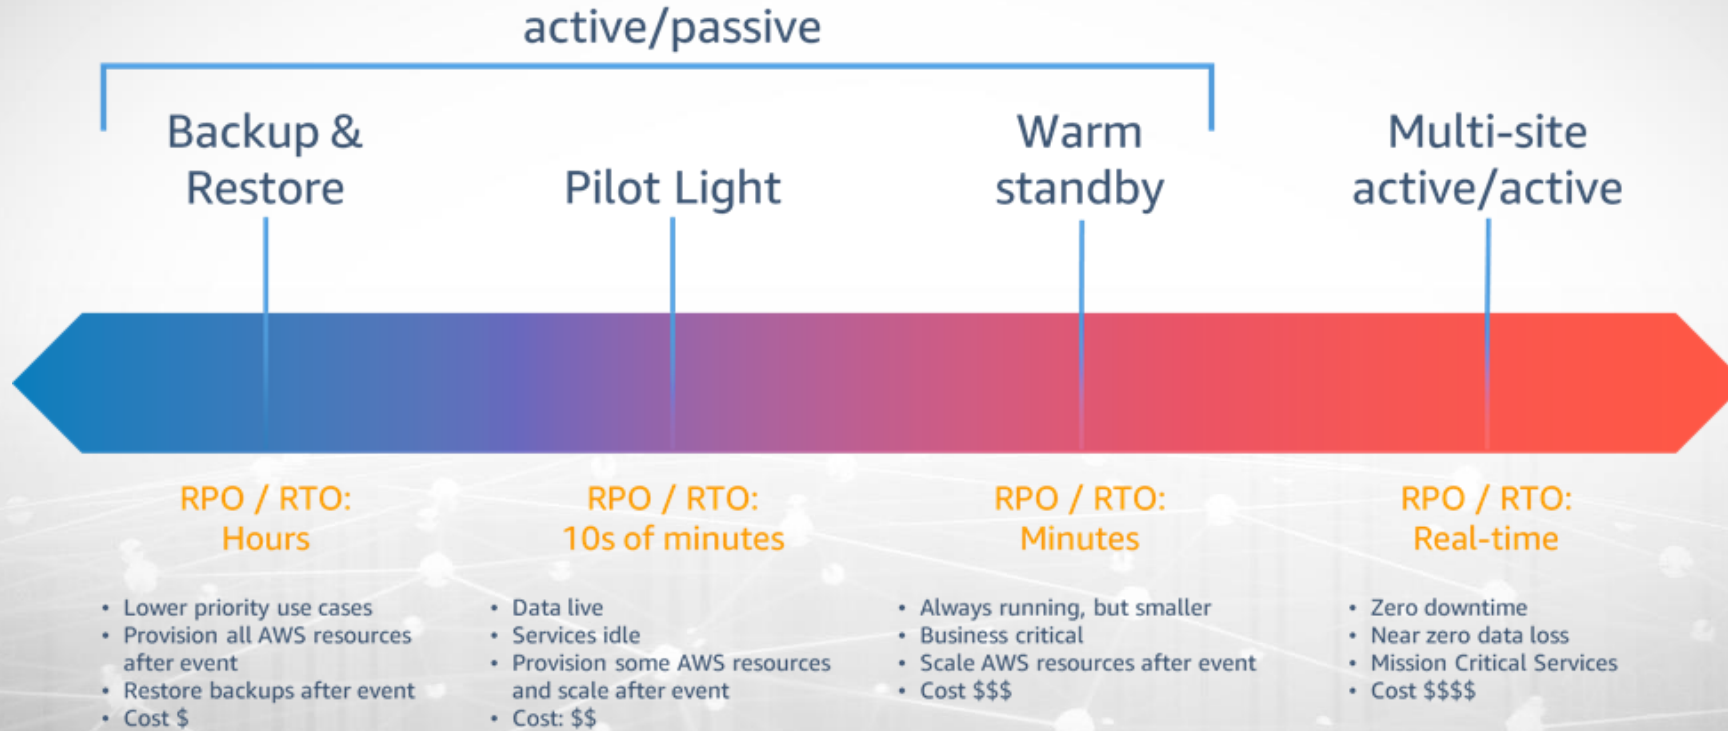 active/passive
Backup &
Restore
Pilot Light
Warm
standby
Multi-site
active/active
RPO / RTO:
Hours
RPO / RTO:
10s of minutes
RPO / RTO:
Minutes
RPO / RTO:
Real-time
• Lower priority use cases
• Provision all AWS resources
after event
• Restore backups after event
• Cost $
• Data live
• Services idle
• Provision some AWS resources
and scale after event
• Cost: $$
• Always running, but smaller
• Business critical
• Scale AWS resources after event
• Cost $$$
• Zero downtime
• Near zero data loss
• Mission Critical Services
• Cost $$$$